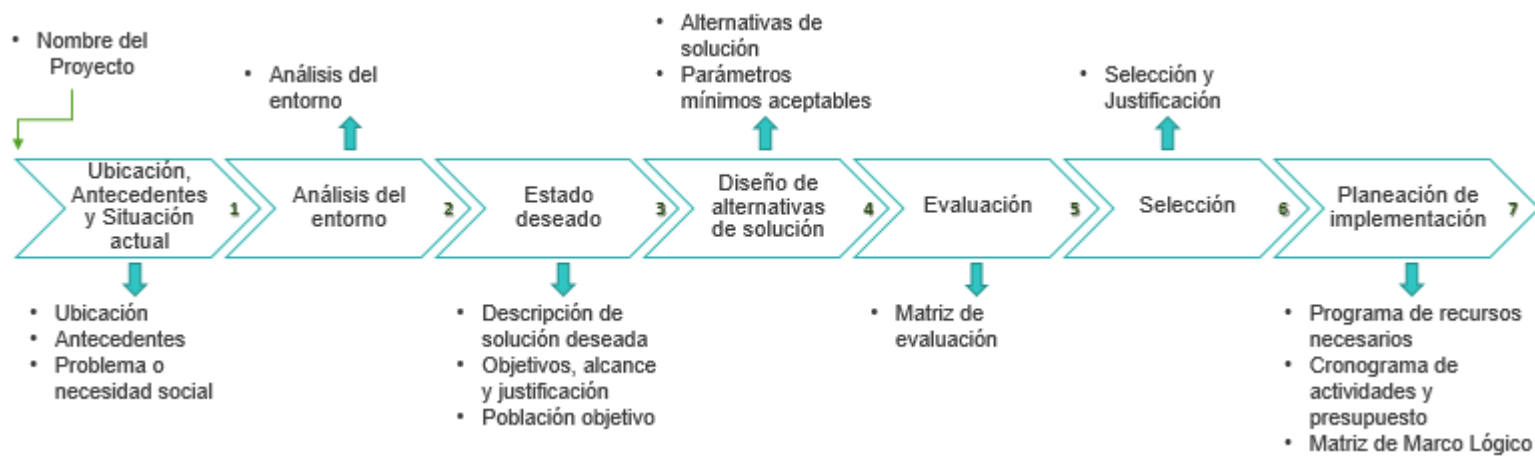 • Nombre del
Proyecto
• Análisis del
entorno
• Alternativas de
solución
• Parámetros
mínimos aceptables
• Selección y
Justificación
Ubicación,
Antecedentes
y Situación
actual
1
Análisis del
entorno
2
Estado
deseado
3
Diseño de
alternativas
de solución
4
Evaluación
5
Selección
6
Planeación de
implementación
7
• Ubicación
• Antecedentes
• Problema o
necesidad social
• Descripción de
solución deseada
• Objetivos, alcance
y justificación
• Población objetivo
• Matriz de
evaluación
• Programa de recursos
necesarios
• Cronograma de
actividades y
presupuesto
• Matriz de Marco Lógico